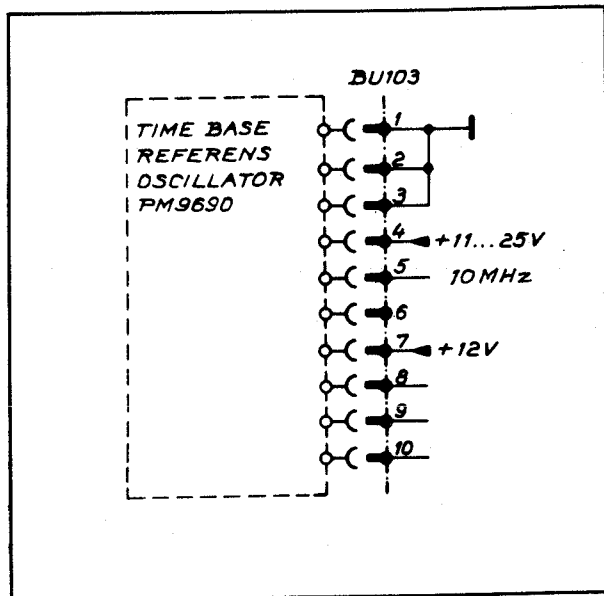 BU103
TIME BASE
REFERENS
OSCILLATOR
PM9690
1
2
3
4 +11...25V
5 10MHz
6
7 +12V
8
9
10